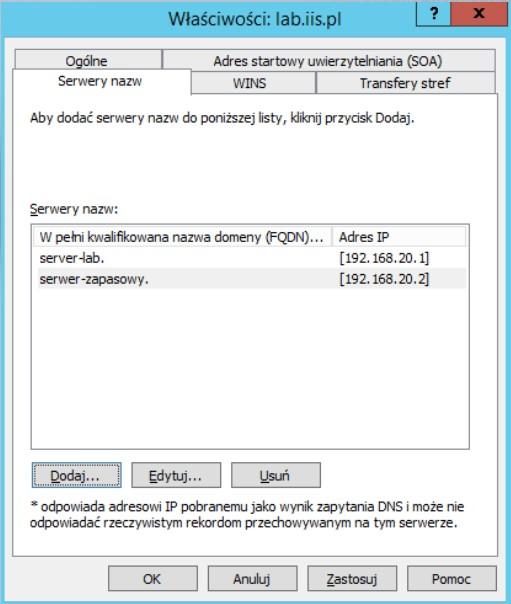 Właściwości: lab.iis.pl
? x
Ogólne Adres startowy uwierzytelniania (SOA)
Serwery nazw WINS Transfery stref
Aby dodać serwery nazw do poniższej listy, kliknij przycisk Dodaj.
Serwery nazw:
W pełni kwalifikowana nazwa domeny (FQDN)... Adres IP
server-lab. [192.168.20.1]
serwer-zapasowy. [192.168.20.2]
Dodaj... Edytuj... Usuń
* odpowiada adresowi IP pobranemu jako wynik zapytania DNS i może nie
odpowiadać rzeczywistym rekordom przechowywanym na tym serwerze.
OK Anuluj Zastosuj Pomoc